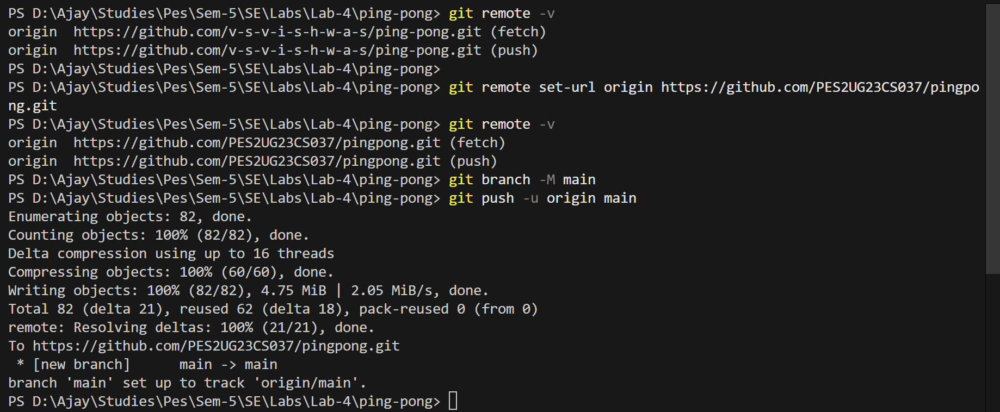 PS D:\Ajay\Studies\Pes\Sem-5\SE\Labs\Lab-4\ping-pong> git remote -v
origin  https://github.com/v-s-v-i-s-h-w-a-s/ping-pong.git (fetch)
origin  https://github.com/v-s-v-i-s-h-w-a-s/ping-pong.git (push)
PS D:\Ajay\Studies\Pes\Sem-5\SE\Labs\Lab-4\ping-pong>
PS D:\Ajay\Studies\Pes\Sem-5\SE\Labs\Lab-4\ping-pong> git remote set-url origin https://github.com/PES2UG23CS037/pingpo
ng.git
PS D:\Ajay\Studies\Pes\Sem-5\SE\Labs\Lab-4\ping-pong> git remote -v
origin  https://github.com/PES2UG23CS037/pingpong.git (fetch)
origin  https://github.com/PES2UG23CS037/pingpong.git (push)
PS D:\Ajay\Studies\Pes\Sem-5\SE\Labs\Lab-4\ping-pong> git branch -M main
PS D:\Ajay\Studies\Pes\Sem-5\SE\Labs\Lab-4\ping-pong> git push -u origin main
Enumerating objects: 82, done.
Counting objects: 100% (82/82), done.
Delta compression using up to 16 threads
Compressing objects: 100% (60/60), done.
Writing objects: 100% (82/82), 4.75 MiB | 2.05 MiB/s, done.
Total 82 (delta 21), reused 62 (delta 18), pack-reused 0 (from 0)
remote: Resolving deltas: 100% (21/21), done.
To https://github.com/PES2UG23CS037/pingpong.git
 * [new branch]      main -> main
branch 'main' set up to track 'origin/main'.
PS D:\Ajay\Studies\Pes\Sem-5\SE\Labs\Lab-4\ping-pong>